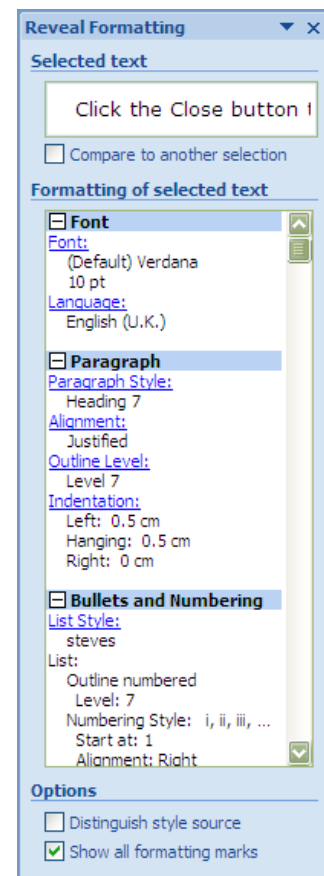 Reveal Formatting
Selected text
Click the Close button t
Compare to another selection
Formatting of selected text
Font
Font:
(Default) Verdana
10 pt
Language:
English (U.K.)
Paragraph
Paragraph Style:
Heading 7
Alignment:
Justified
Outline Level:
Level 7
Indentation:
Left: 0.5 cm
Hanging: 0.5 cm
Right: 0 cm
Bullets and Numbering
List Style:
steves
List:
Outline numbered
Level: 7
Numbering Style: i, ii, iii, ...
Start at: 1
Alignment: Right
Options
Distinguish style source
Show all formatting marks